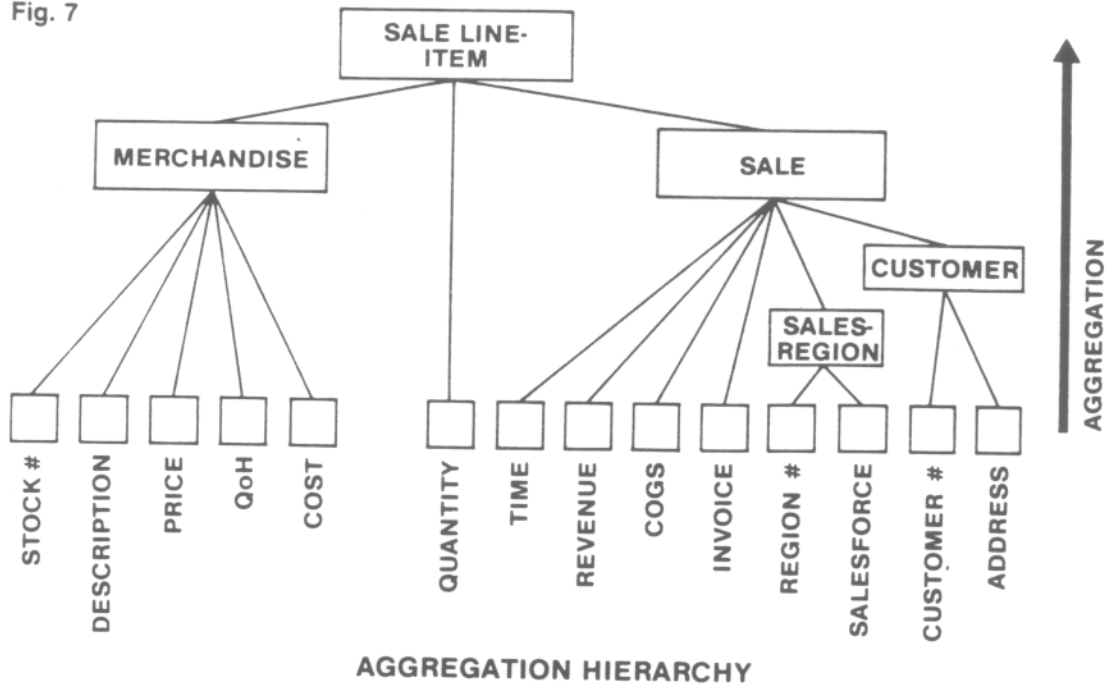 Fig. 7
SALE LINE-
ITEM
MERCHANDISE
SALE
CUSTOMER
SALES-
REGION
AGGREGATION
STOCK #
DESCRIPTION
PRICE
QoH
COST
QUANTITY
TIME
REVENUE
COGS
INVOICE
REGION #
SALESFORCE
CUSTOMER #
ADDRESS
AGGREGATION HIERARCHY